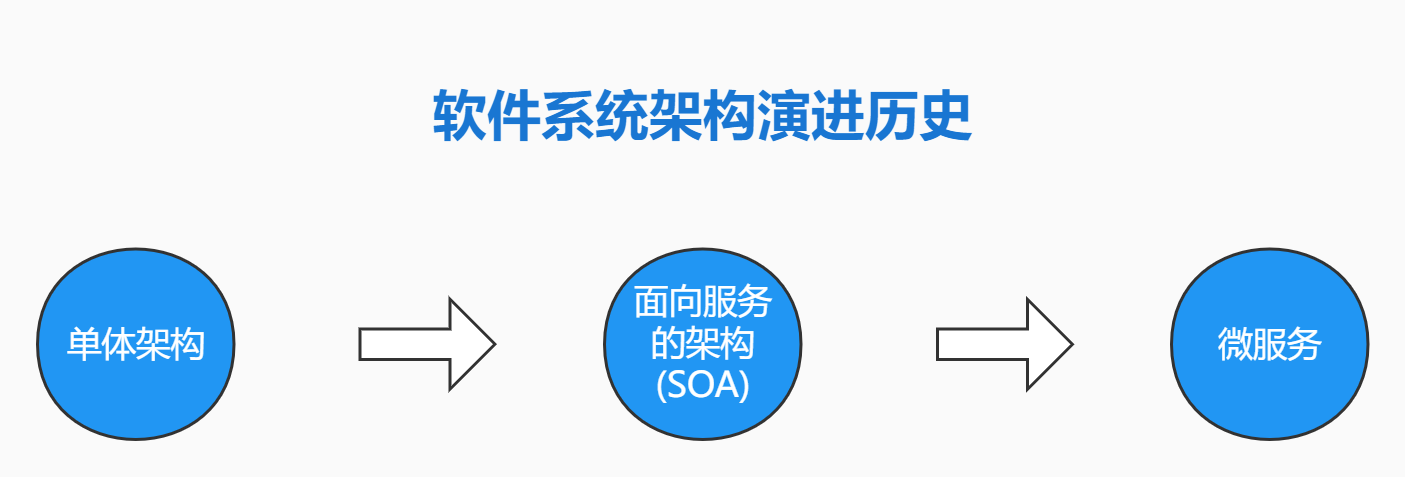 软件系统架构演进历史
单体架构
面向服务
的架构
(SOA)
微服务